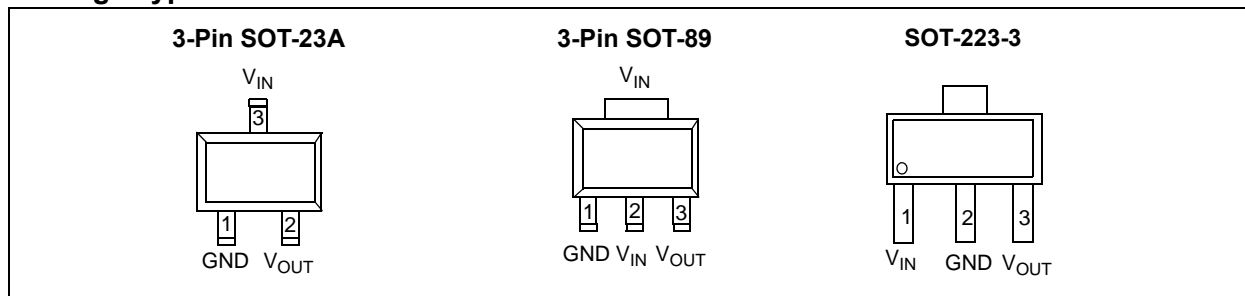 3-Pin SOT-23A
V_IN
3
1 2
GND V_OUT
3-Pin SOT-89
V_IN
1 2 3
GND V_IN V_OUT
SOT-223-3
1 2 3
V_IN GND V_OUT